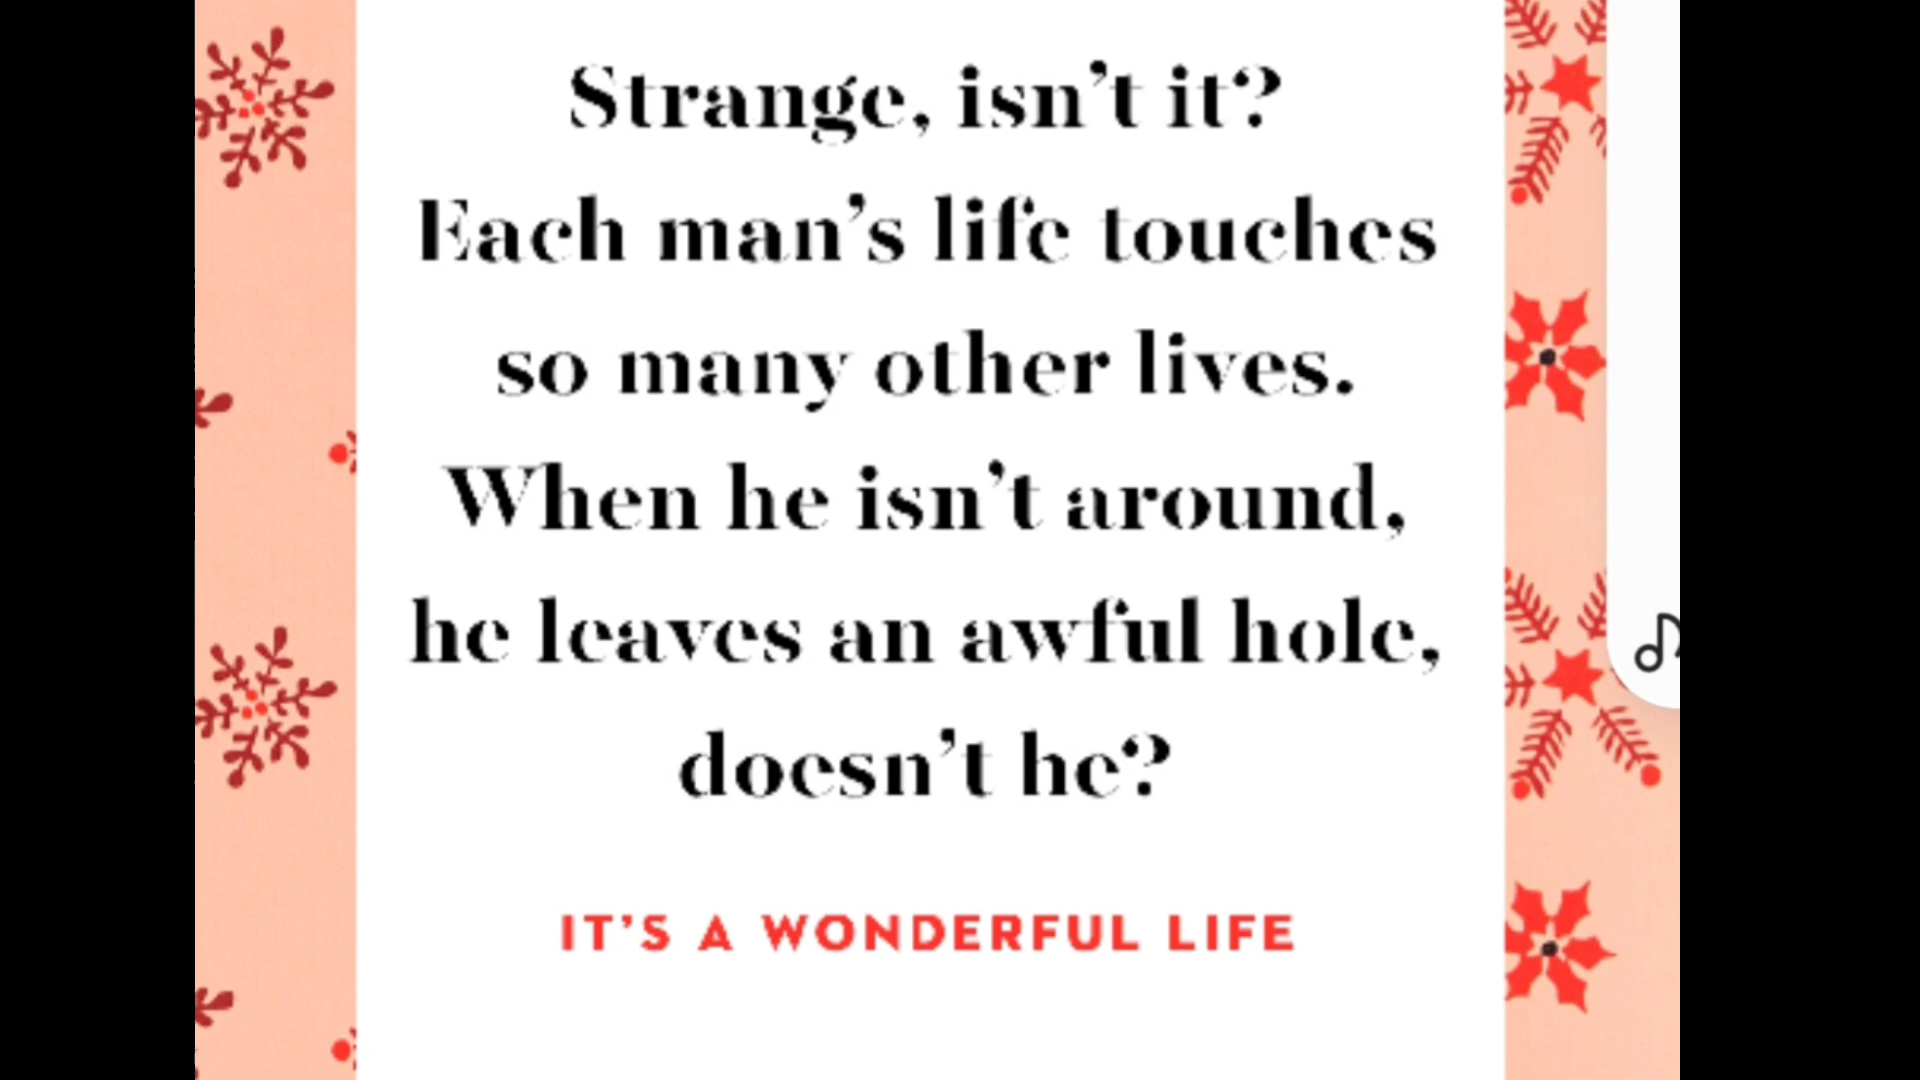 Strange, isn’t it?
Each man’s life touches
so many other lives.
When he isn’t around,
he leaves an awful hole,
doesn’t he?
IT’S A WONDERFUL LIFE